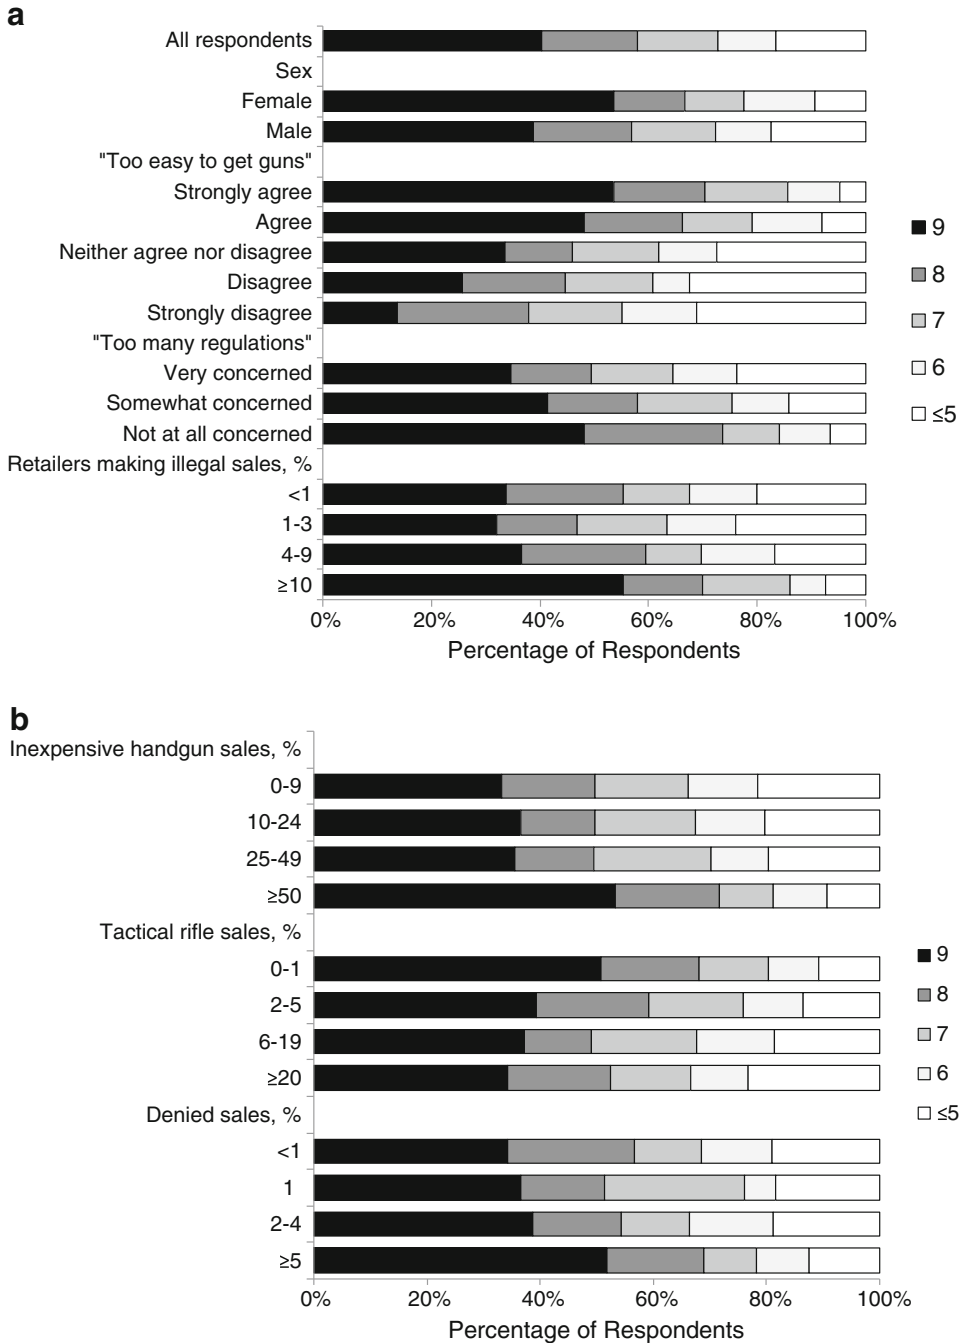 a
All respondents
Sex
Female
Male
"Too easy to get guns"
Strongly agree
Agree
Neither agree nor disagree
Disagree
Strongly disagree
"Too many regulations"
Very concerned
Somewhat concerned
Not at all concerned
Retailers making illegal sales, %
<1
1-3
4-9
≥10
0% 20% 40% 60% 80% 100%
Percentage of Respondents
9
8
7
6
≤5
b
Inexpensive handgun sales, %
0-9
10-24
25-49
≥50
Tactical rifle sales, %
0-1
2-5
6-19
≥20
Denied sales, %
<1
1
2-4
≥5
0% 20% 40% 60% 80% 100%
Percentage of Respondents
9
8
7
6
≤5